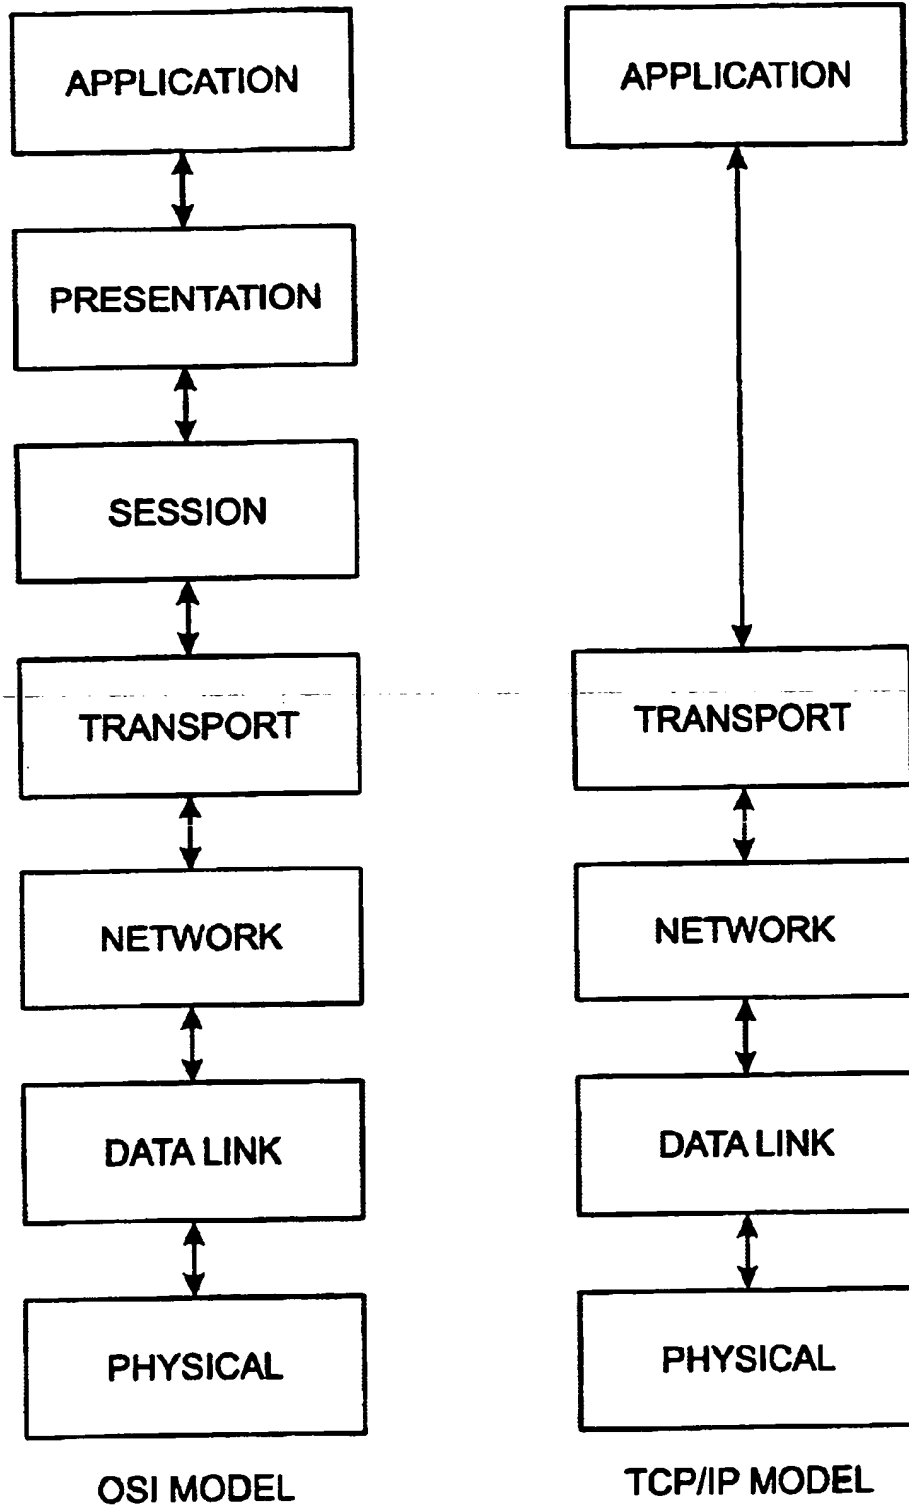 APPLICATION
PRESENTATION
SESSION
TRANSPORT
NETWORK
DATA LINK
PHYSICAL
OSI MODEL
APPLICATION
TRANSPORT
NETWORK
DATA LINK
PHYSICAL
TCP/IP MODEL